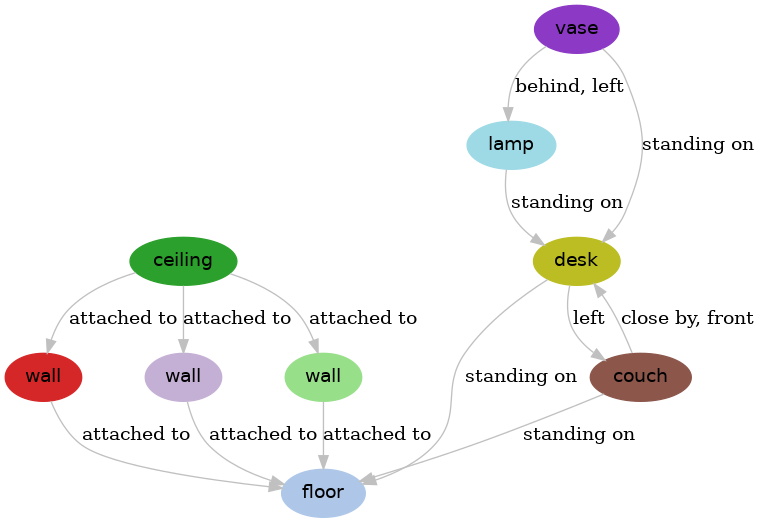 vase
behind, left
lamp
standing on
standing on
ceiling
desk
attached to
attached to
attached to
left
close by, front
wall
wall
wall
couch
standing on
attached to
attached to
attached to
standing on
floor